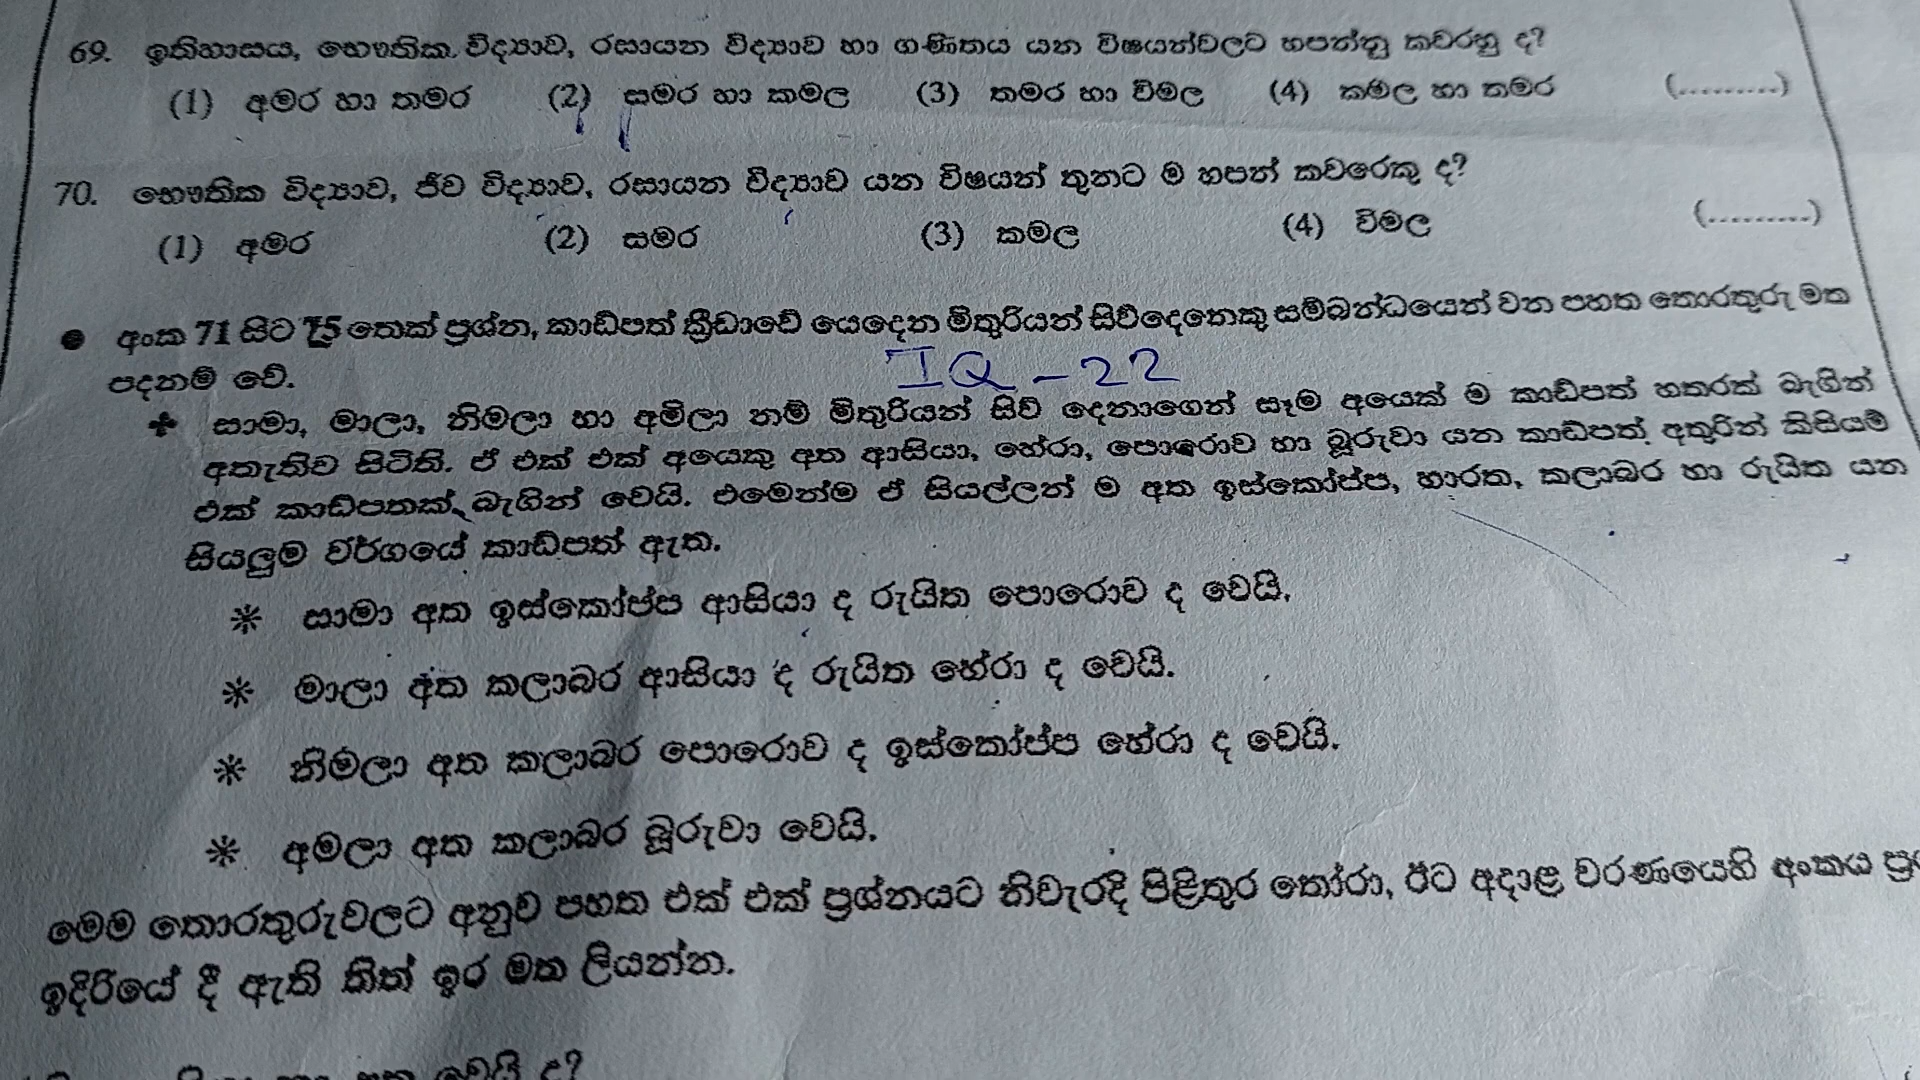 69. ඉතිහාසය, භෞතික විද්‍යාව, රසායන විද්‍යාව හා ගණිතය යන විෂයන්වලට හපන්නු කවරහු ද?
(1) අමර හා තමර (2) සමර හා කමල (3) තමර හා විමල (4) කමල හා තමර (..........)
70. භෞතික විද්‍යාව, ජීව විද්‍යාව, රසායන විද්‍යාව යන විෂයන් තුනට ම හපන් කවරෙකු ද?
(1) අමර (2) සමර (3) කමල (4) විමල (..........)
● අංක 71 සිට 75 තෙක් ප්‍රශ්න, කාඩ්පත් ක්‍රීඩාවේ යෙදෙන මිතුරියන් සිව්දෙනෙකු සම්බන්ධයෙන් වන පහත තොරතුරු මත
පදනම් වේ.
IQ - 22
✤ සාමා, මාලා, නිමලා හා අමිලා නම් මිතුරියන් සිව් දෙනාගෙන් සෑම අයෙක් ම කාඩ්පත් හතරක් බැගින්
අතැතිව සිටිති. ඒ එක් එක් අයෙකු අත ආසියා, හේරා, පොරොව හා බූරුවා යන කාඩ්පත් අතුරින් කිසියම්
එක් කාඩ්පතක් බැගින් වෙයි. එමෙන්ම ඒ සියල්ලන් ම අත ඉස්කෝප්ප, හාරත, කලාබර හා රුයිත යන
සියලුම වර්ගයේ කාඩ්පත් ඇත.
✳ සාමා අත ඉස්කෝප්ප ආසියා ද රුයිත පොරොව ද වෙයි.
✳ මාලා අත කලාබර ආසියා ද රුයිත හේරා ද වෙයි.
✳ නිමලා අත කලාබර පොරොව ද ඉස්කෝප්ප හේරා ද වෙයි.
✳ අමලා අත කලාබර බූරුවා වෙයි.
මෙම තොරතුරුවලට අනුව පහත එක් එක් ප්‍රශ්නයට නිවැරදි පිළිතුර තෝරා, ඊට අදාළ වරණයෙහි අංකය
ඉදිරියේ දී ඇති තිත් ඉර මත ලියන්න.
අත වෙයි ද?